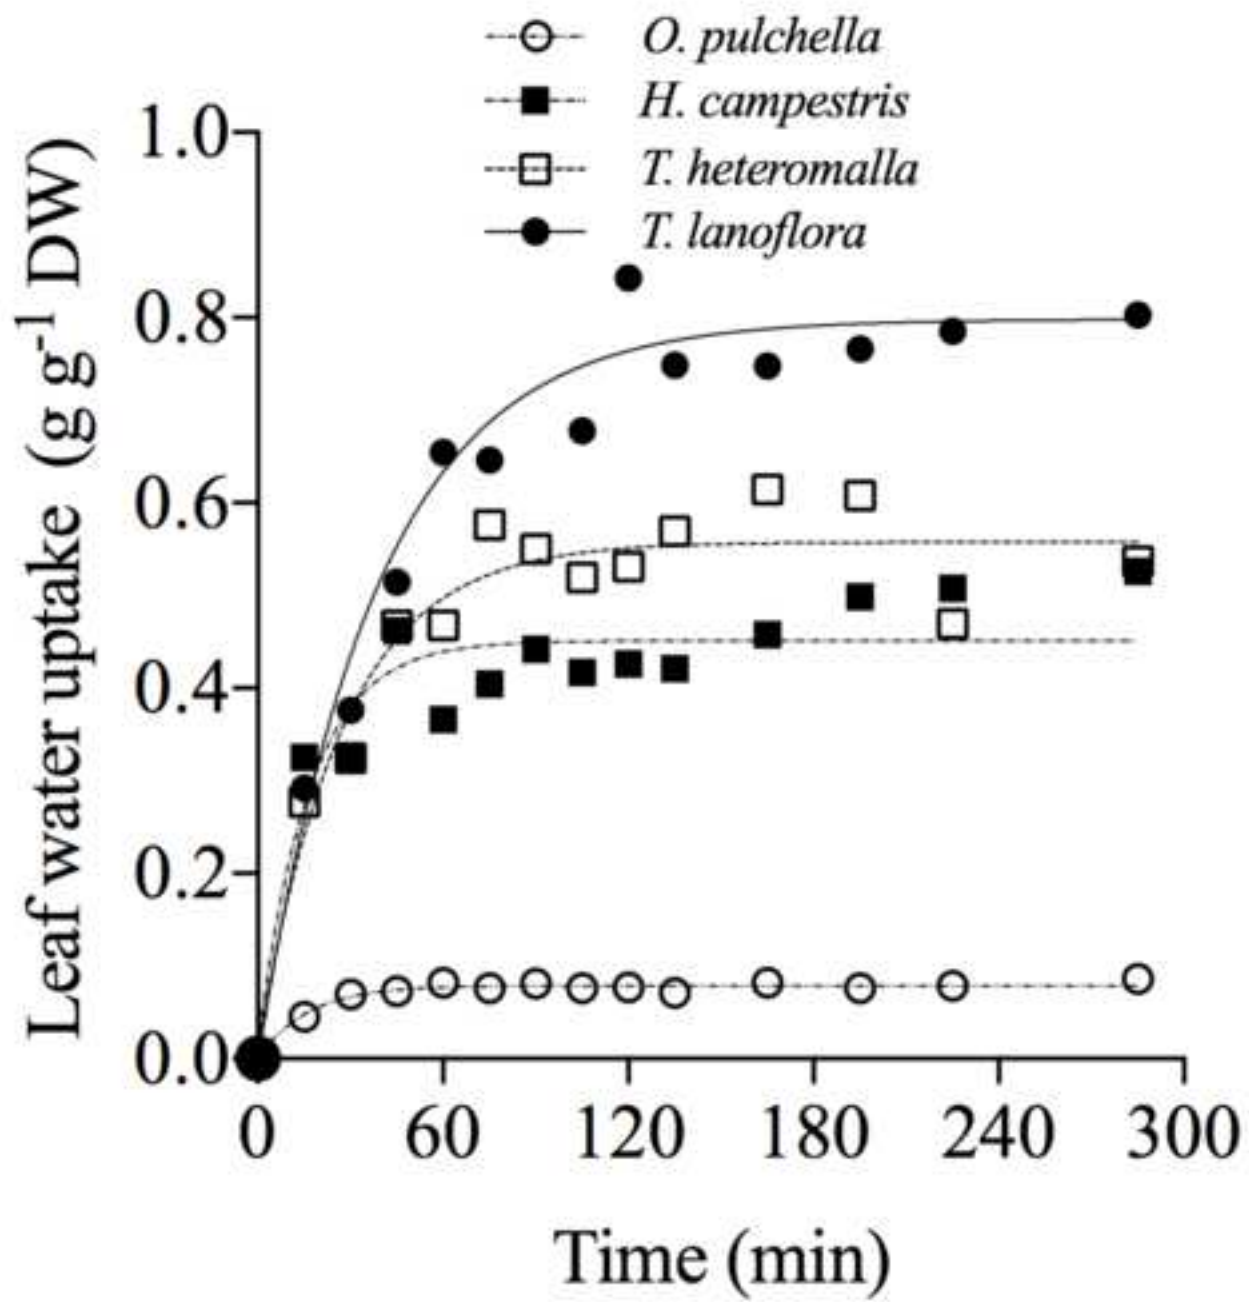 O. pulchella
H. campestris
T. heteromalla
T. lanoflora
Leaf water uptake (g g-1 DW)
1.0
0.8
0.6
0.4
0.2
0.0
0 60 120 180 240 300
Time (min)